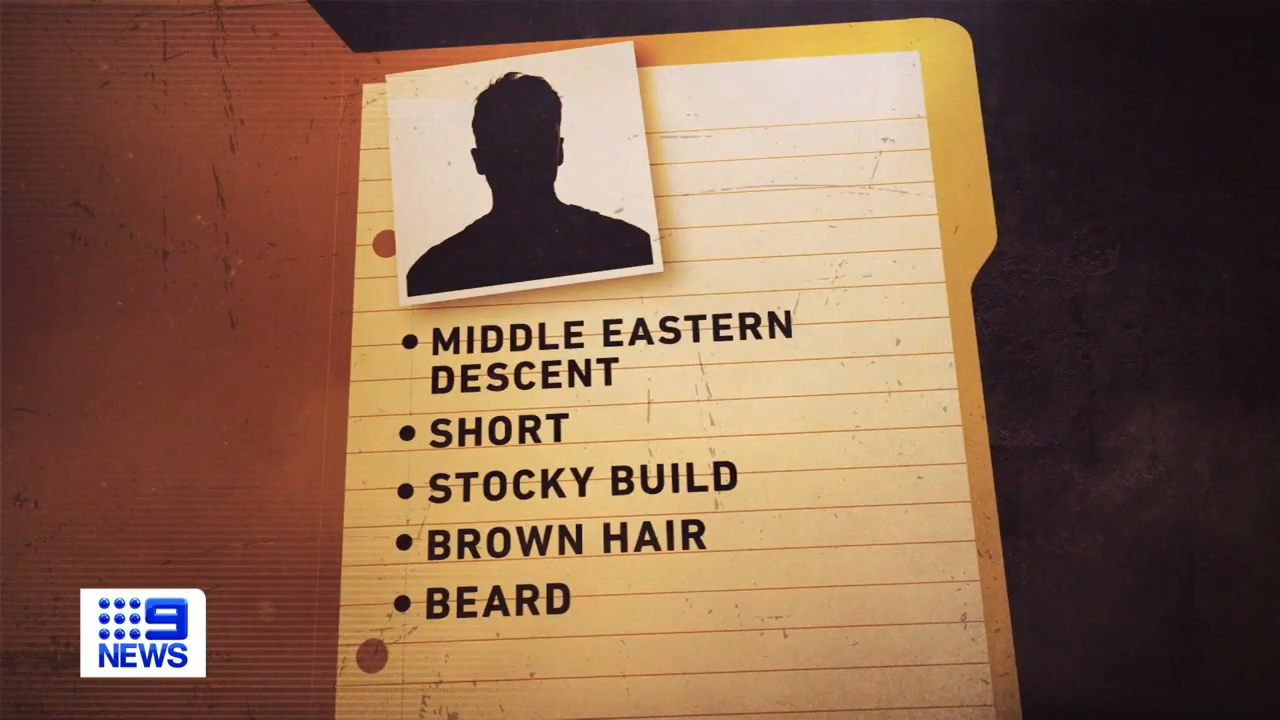 • MIDDLE EASTERN
DESCENT
• SHORT
• STOCKY BUILD
• BROWN HAIR
• BEARD
9
NEWS